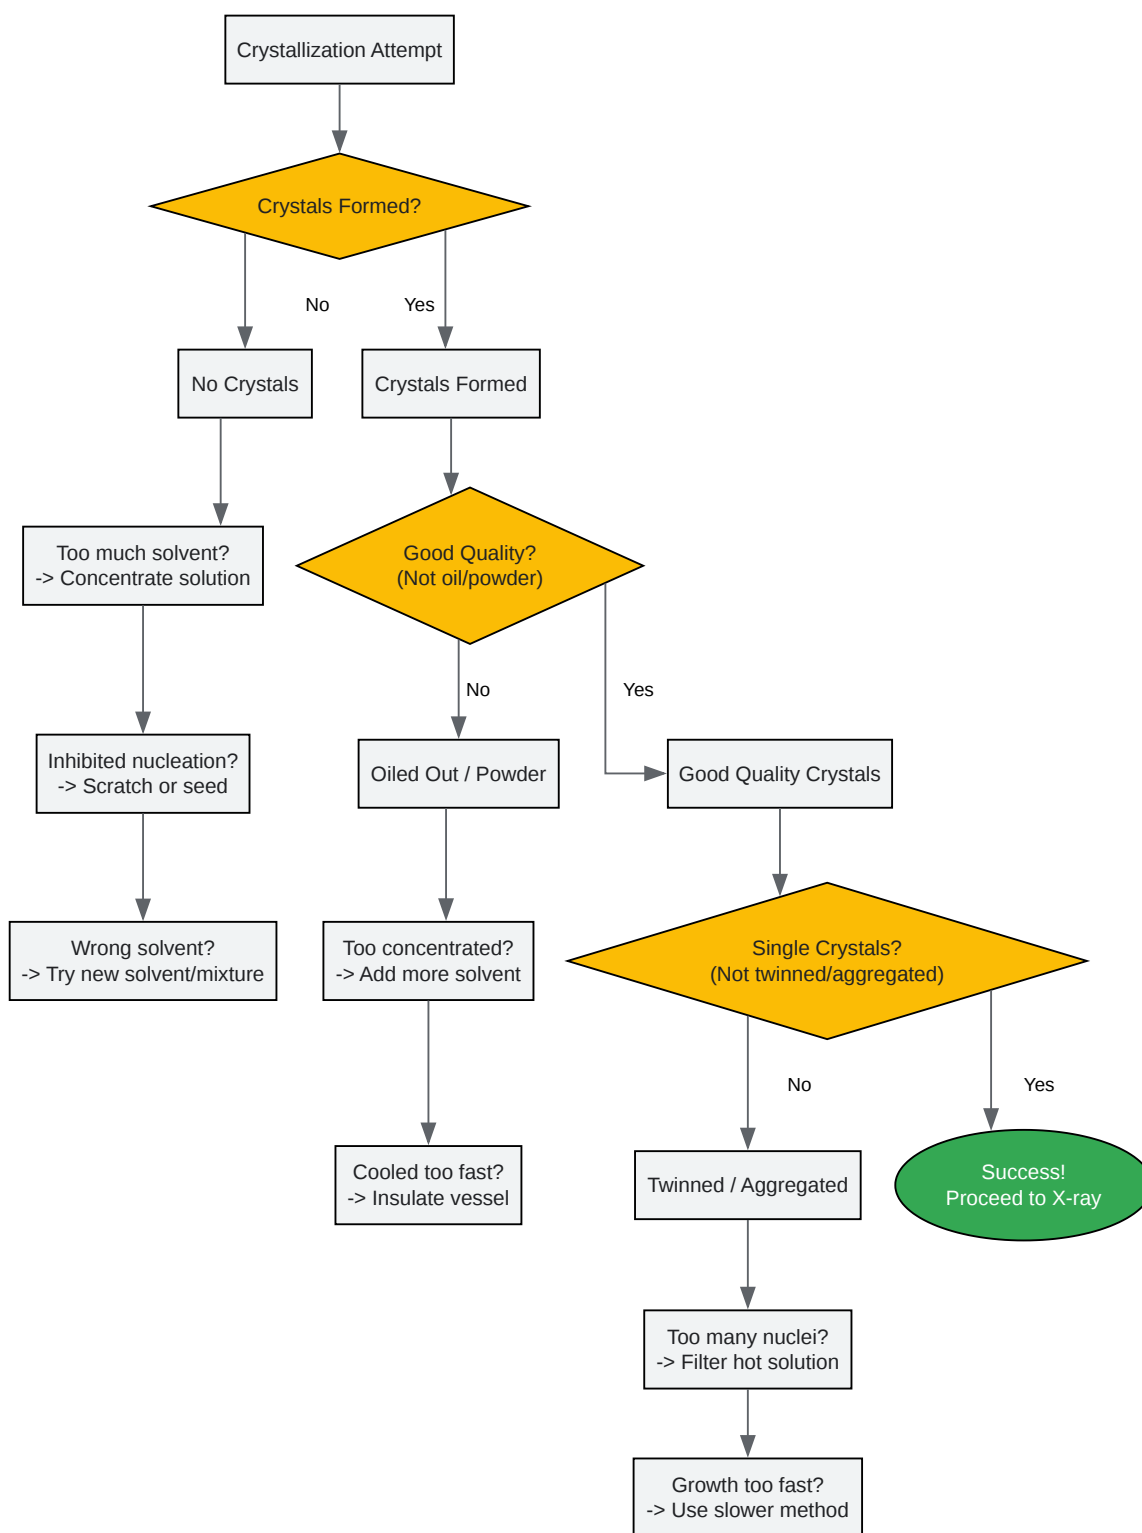 Crystallization Attempt
Crystals Formed?
No
Yes
No Crystals
Crystals Formed
Too much solvent?
-> Concentrate solution
Good Quality?
(Not oil/powder)
No
Yes
Inhibited nucleation?
-> Scratch or seed
Oiled Out / Powder
Good Quality Crystals
Wrong solvent?
-> Try new solvent/mixture
Too concentrated?
-> Add more solvent
Single Crystals?
(Not twinned/aggregated)
No
Yes
Cooled too fast?
-> Insulate vessel
Twinned / Aggregated
Success!
Proceed to X-ray
Too many nuclei?
-> Filter hot solution
Growth too fast?
-> Use slower method